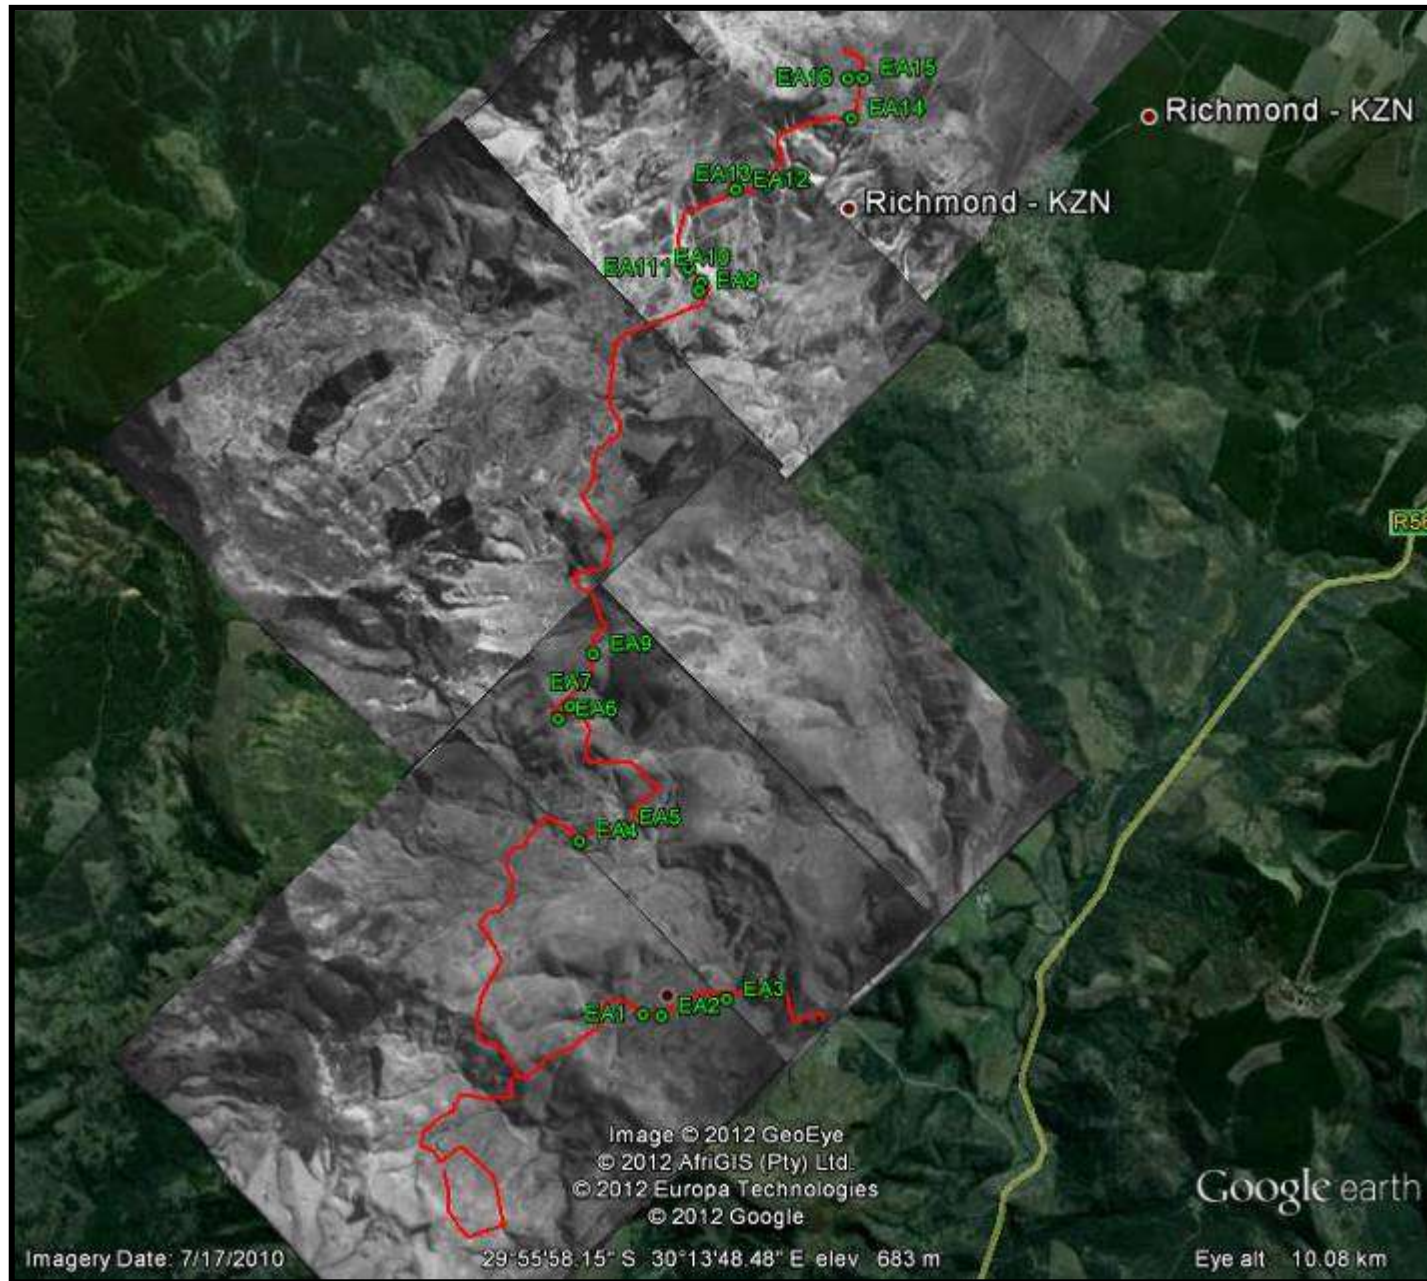 EA16
EA15
EA14
Richmond - KZN
EA13
EA12
Richmond - KZN
EA10
EA111
EA8
R56
EA9
EA7
EA6
EA5
EA4
EA3
EA2
EA1
Image © 2012 GeoEye
© 2012 AfriGIS (Pty) Ltd.
© 2012 Europa Technologies
© 2012 Google
Google earth
Imagery Date: 7/17/2010
29°55'58.15" S 30°13'48.48" E elev 683 m
Eye alt 10.08 km